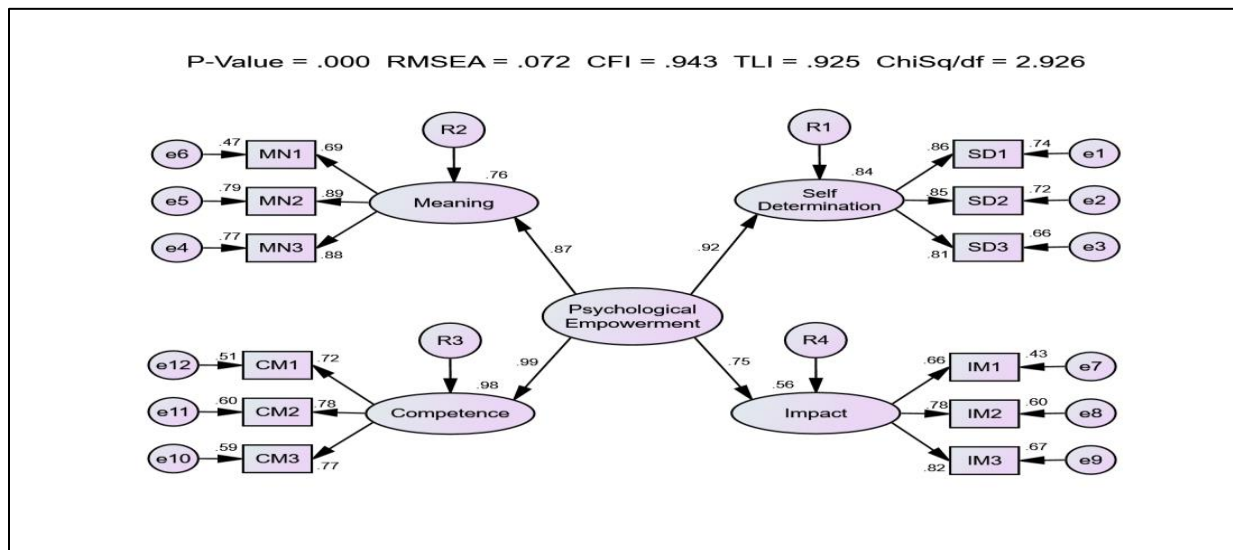 P-Value = .000 RMSEA = .072 CFI = .943 TLI = .925 ChiSq/df = 2.926
R2
R1
e6
.47
MN1
.69
.86
SD1
.74
e1
.76
.84
e5
.79
MN2
.89
Meaning
Self
Determination
.85
SD2
.72
e2
e4
.77
MN3
.88
.81
SD3
.66
e3
.87
.92
Psychological
Empowerment
R3
R4
.99
.75
e12
.51
CM1
.72
.66
IM1
.43
e7
.98
.56
e11
.60
CM2
.78
Competence
Impact
.78
IM2
.60
e8
e10
.59
CM3
.77
.82
IM3
.67
e9